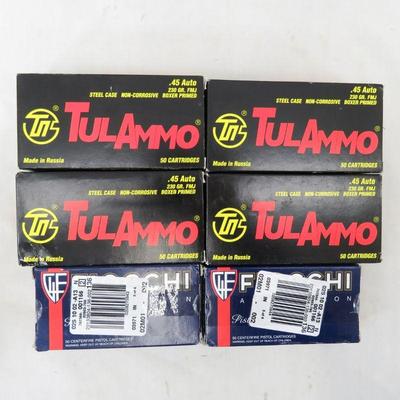 .45 Auto
230 GR. FMJ
STEEL CASE NON-CORROSIVE BOXER PRIMED
TulAmmo®
Made in Russia
50 CARTRIDGES
.45 Auto
230 GR. FMJ
STEEL CASE NON-CORROSIVE BOXER PRIMED
TulAmmo®
Made in Russia
50 CARTRIDGES
.45 Auto
230 GR. FMJ
STEEL CASE NON-CORROSIVE BOXER PRIMED
TulAmmo®
Made in Russia
50 CARTRIDGES
.45 Auto
230 GR. FMJ
STEEL CASE NON-CORROSIVE BOXER PRIMED
TulAmmo®
Made in Russia
50 CARTRIDGES
F OCCHI
50 CENTERFIRE PISTOL CARTRIDGES
F OCCHI
50 CENTERFIRE PISTOL CARTRIDGES